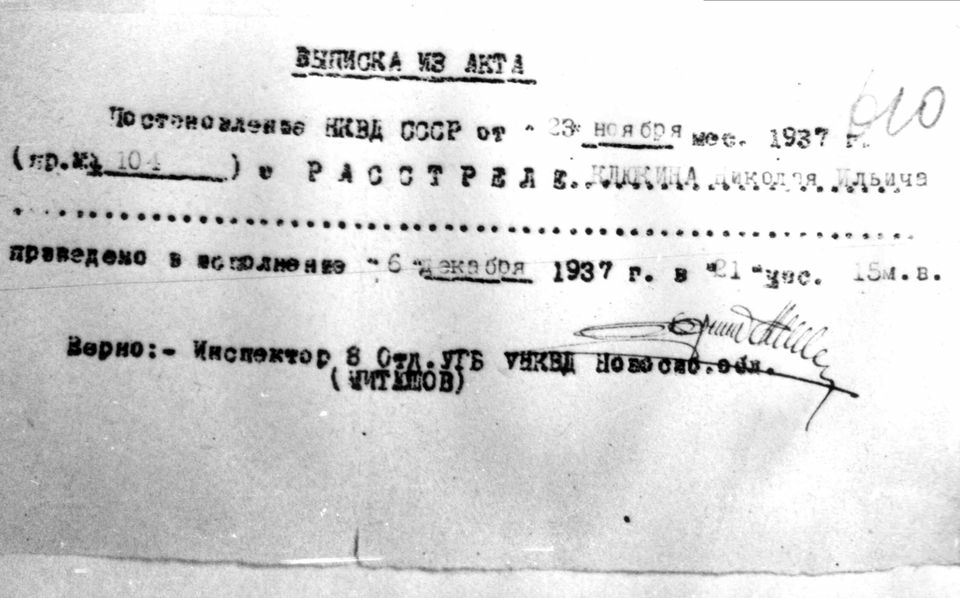 ВЫПИСКА ИЗ АКТА
610
Постановление НКВД СССР от "23" ноября мес. 1937 г.
(пр.№ 104 ) о Р А С С Т Р Е Л Е. КЛЮКИНА Николая Ильича
................................................................
приведено в исполнение "6" декабря 1937 г. в "21" час. 15м.в.
Верно:- Инспектор 8 Отд.УГБ УНКВД Новосиб.обл.
(МИТАШОВ)